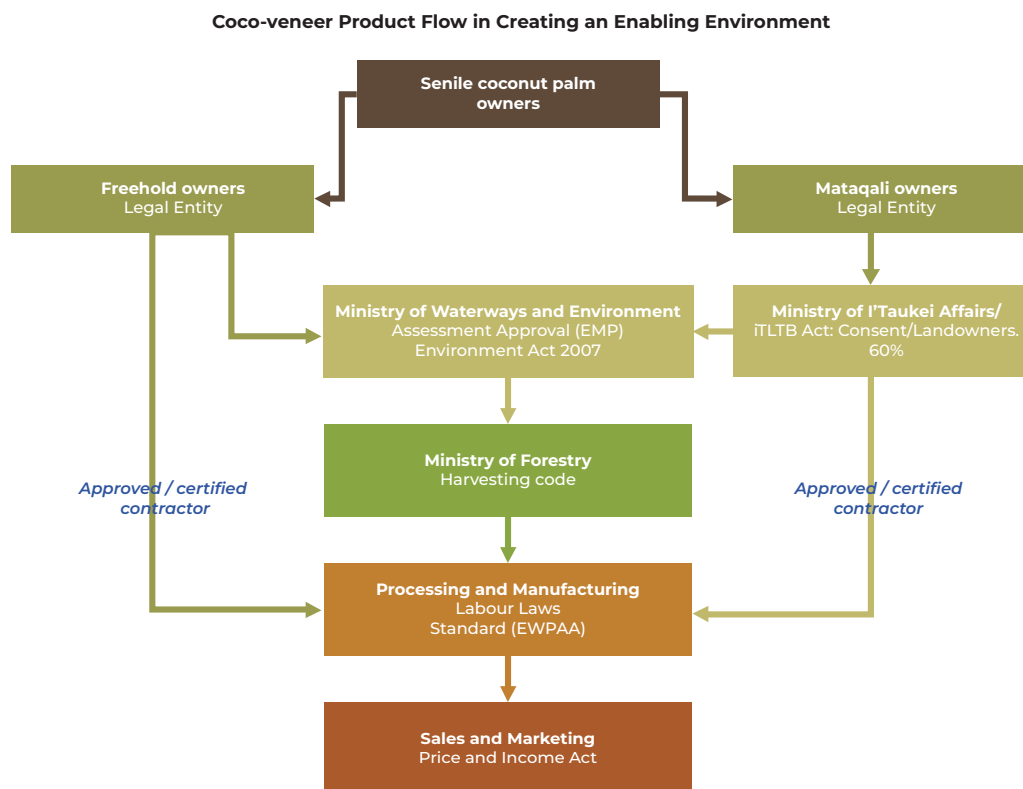 Coco-veneer Product Flow in Creating an Enabling Environment
Senile coconut palm
owners
Freehold owners
Legal Entity
Mataqali owners
Legal Entity
Ministry of Waterways and Environment
Assessment Approval (EMP)
Environment Act 2007
Ministry of I'Taukei Affairs/
iTLTB Act: Consent/Landowners.
60%
Ministry of Forestry
Harvesting code
Approved / certified
contractor
Approved / certified
contractor
Processing and Manufacturing
Labour Laws
Standard (EWPAA)
Sales and Marketing
Price and Income Act